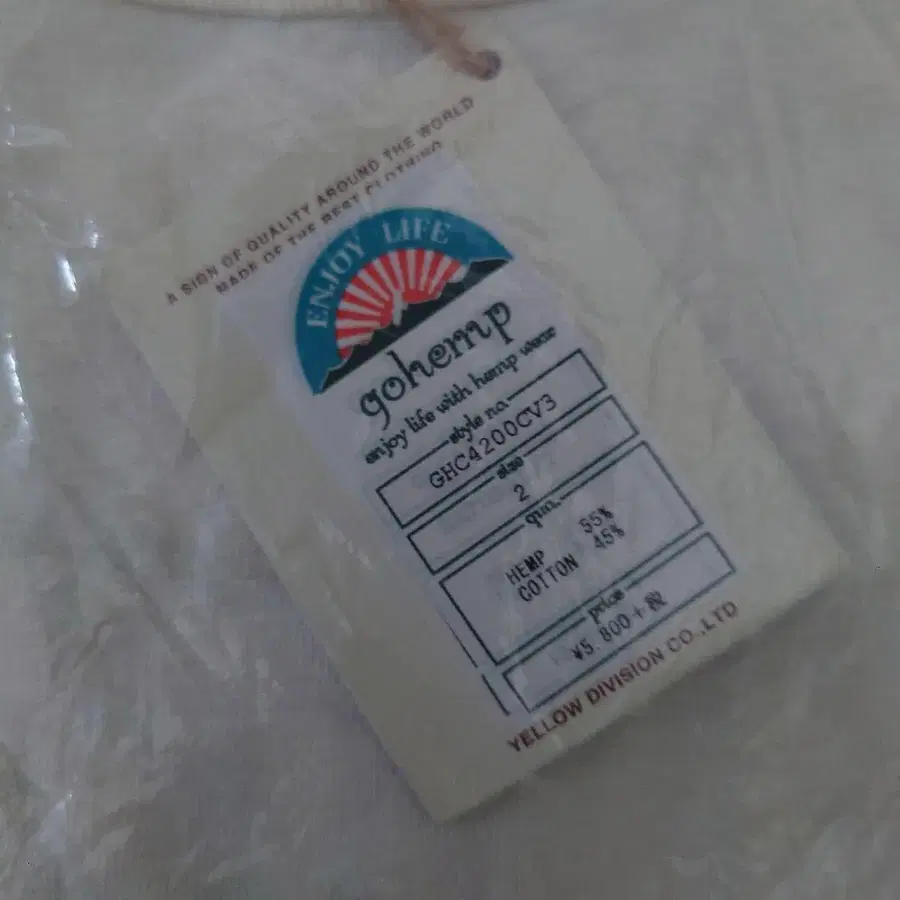 A SIGN OF QUALITY AROUND THE WORLD
MADE OF THE BEST CLOTHING
ENJOY LIFE
gohemp
enjoy life with hemp wear
style no.
GHC4200CV3
size
2
qua.
HEMP 55%
COTTON 45%
price
¥5.800+税
YELLOW DIVISION CO.,LTD